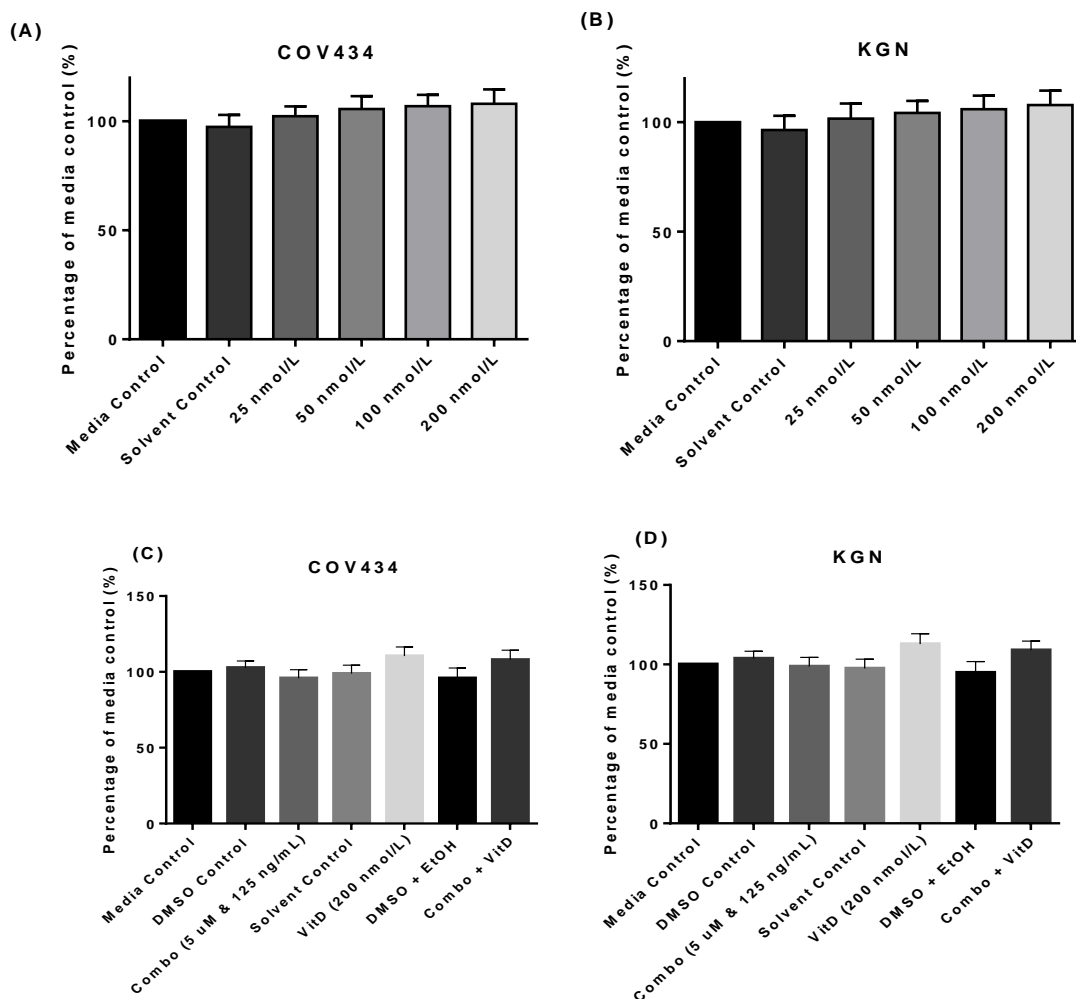 (A)
COV434
Percentage of media control (%)
100
50
0
Media Control
Solvent Control
25 nmol/L
50 nmol/L
100 nmol/L
200 nmol/L
(B)
KGN
Percentage of media control (%)
100
50
0
Media Control
Solvent Control
25 nmol/L
50 nmol/L
100 nmol/L
200 nmol/L
(C)
COV434
Percentage of media control (%)
150
100
50
0
Media Control
DMSO Control
Combo (5 uM & 125 ng/mL)
Solvent Control
VitD (200 nmol/L)
DMSO + EtOH
Combo + VitD
(D)
KGN
Percentage of media control (%)
150
100
50
0
Media Control
DMSO Control
Combo (5 uM & 125 ng/mL)
Solvent Control
VitD (200 nmol/L)
DMSO + EtOH
Combo + VitD